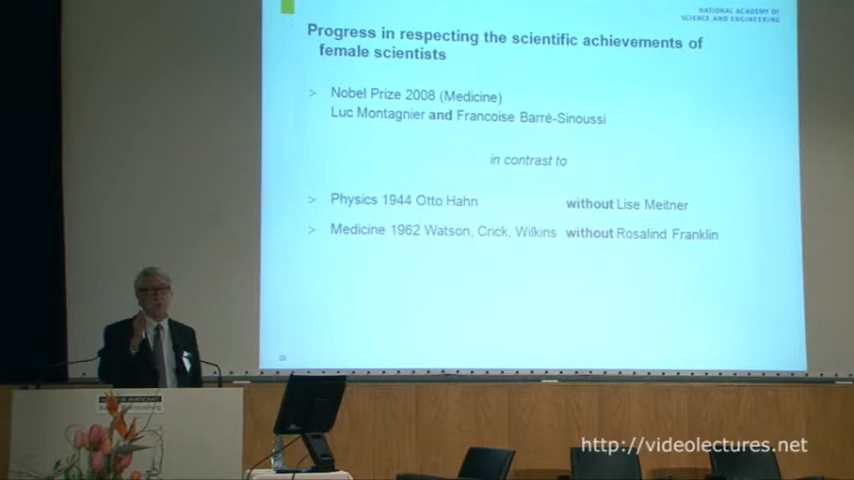 NATIONAL ACADEMY OF
SCIENCE AND ENGINEERING
Progress in respecting the scientific achievements of
female scientists
> Nobel Prize 2008 (Medicine)
Luc Montagnier and Francoise Barré-Sinoussi
in contrast to
> Physics 1944 Otto Hahn without Lise Meitner
> Medicine 1962 Watson, Crick, Wilkins without Rosalind Franklin
http://videolectures.net